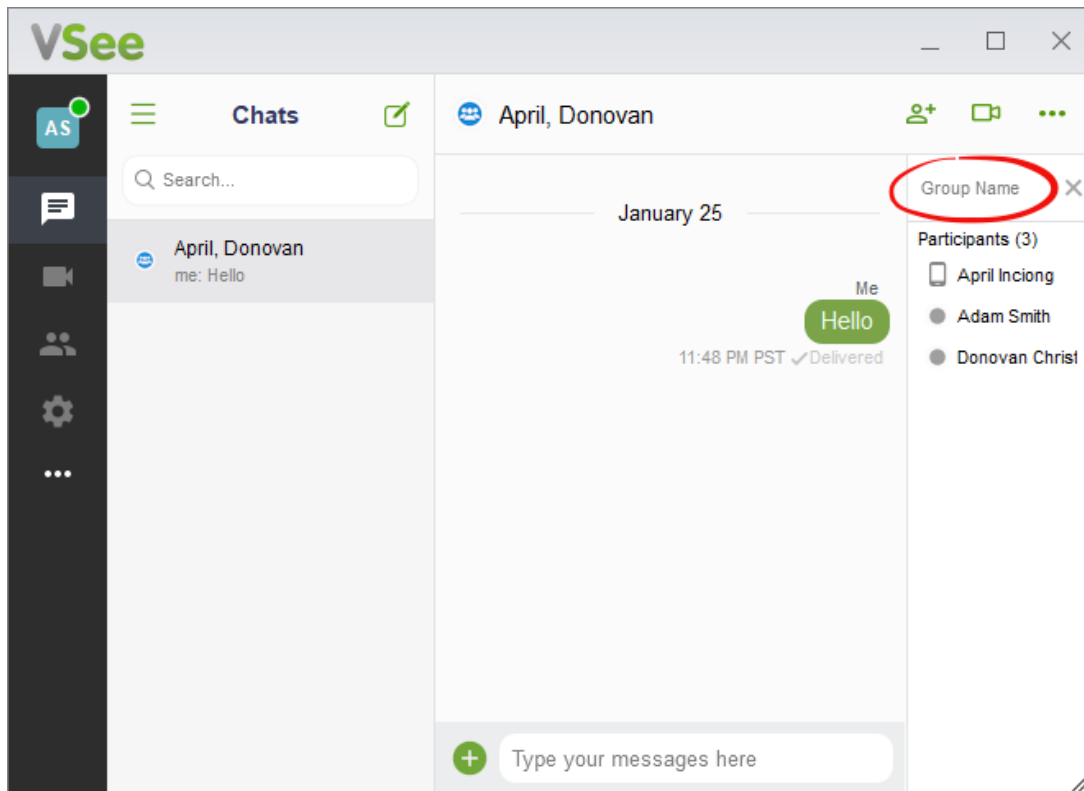 VSee
AS
Chats
Search...
April, Donovan
me: Hello
April, Donovan
January 25
Me
Hello
11:48 PM PST ✓Delivered
Type your messages here
Group Name
Participants (3)
April Inciong
Adam Smith
Donovan Christ